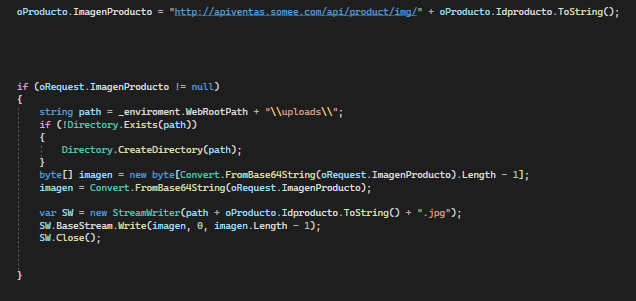 oProducto.ImagenProducto = "http://apiventas.somee.com/api/product/img/" + oProducto.Idproducto.ToString();
if (oRequest.ImagenProducto != null)
{
string path = _enviroment.WebRootPath + "\\uploads\\";
if (!Directory.Exists(path))
{
Directory.CreateDirectory(path);
}
byte[] imagen = new byte[Convert.FromBase64String(oRequest.ImagenProducto).Length - 1];
imagen = Convert.FromBase64String(oRequest.ImagenProducto);
var SW = new StreamWriter(path + oProducto.Idproducto.ToString() + ".jpg");
SW.BaseStream.Write(imagen, 0, imagen.Length - 1);
SW.Close();
}